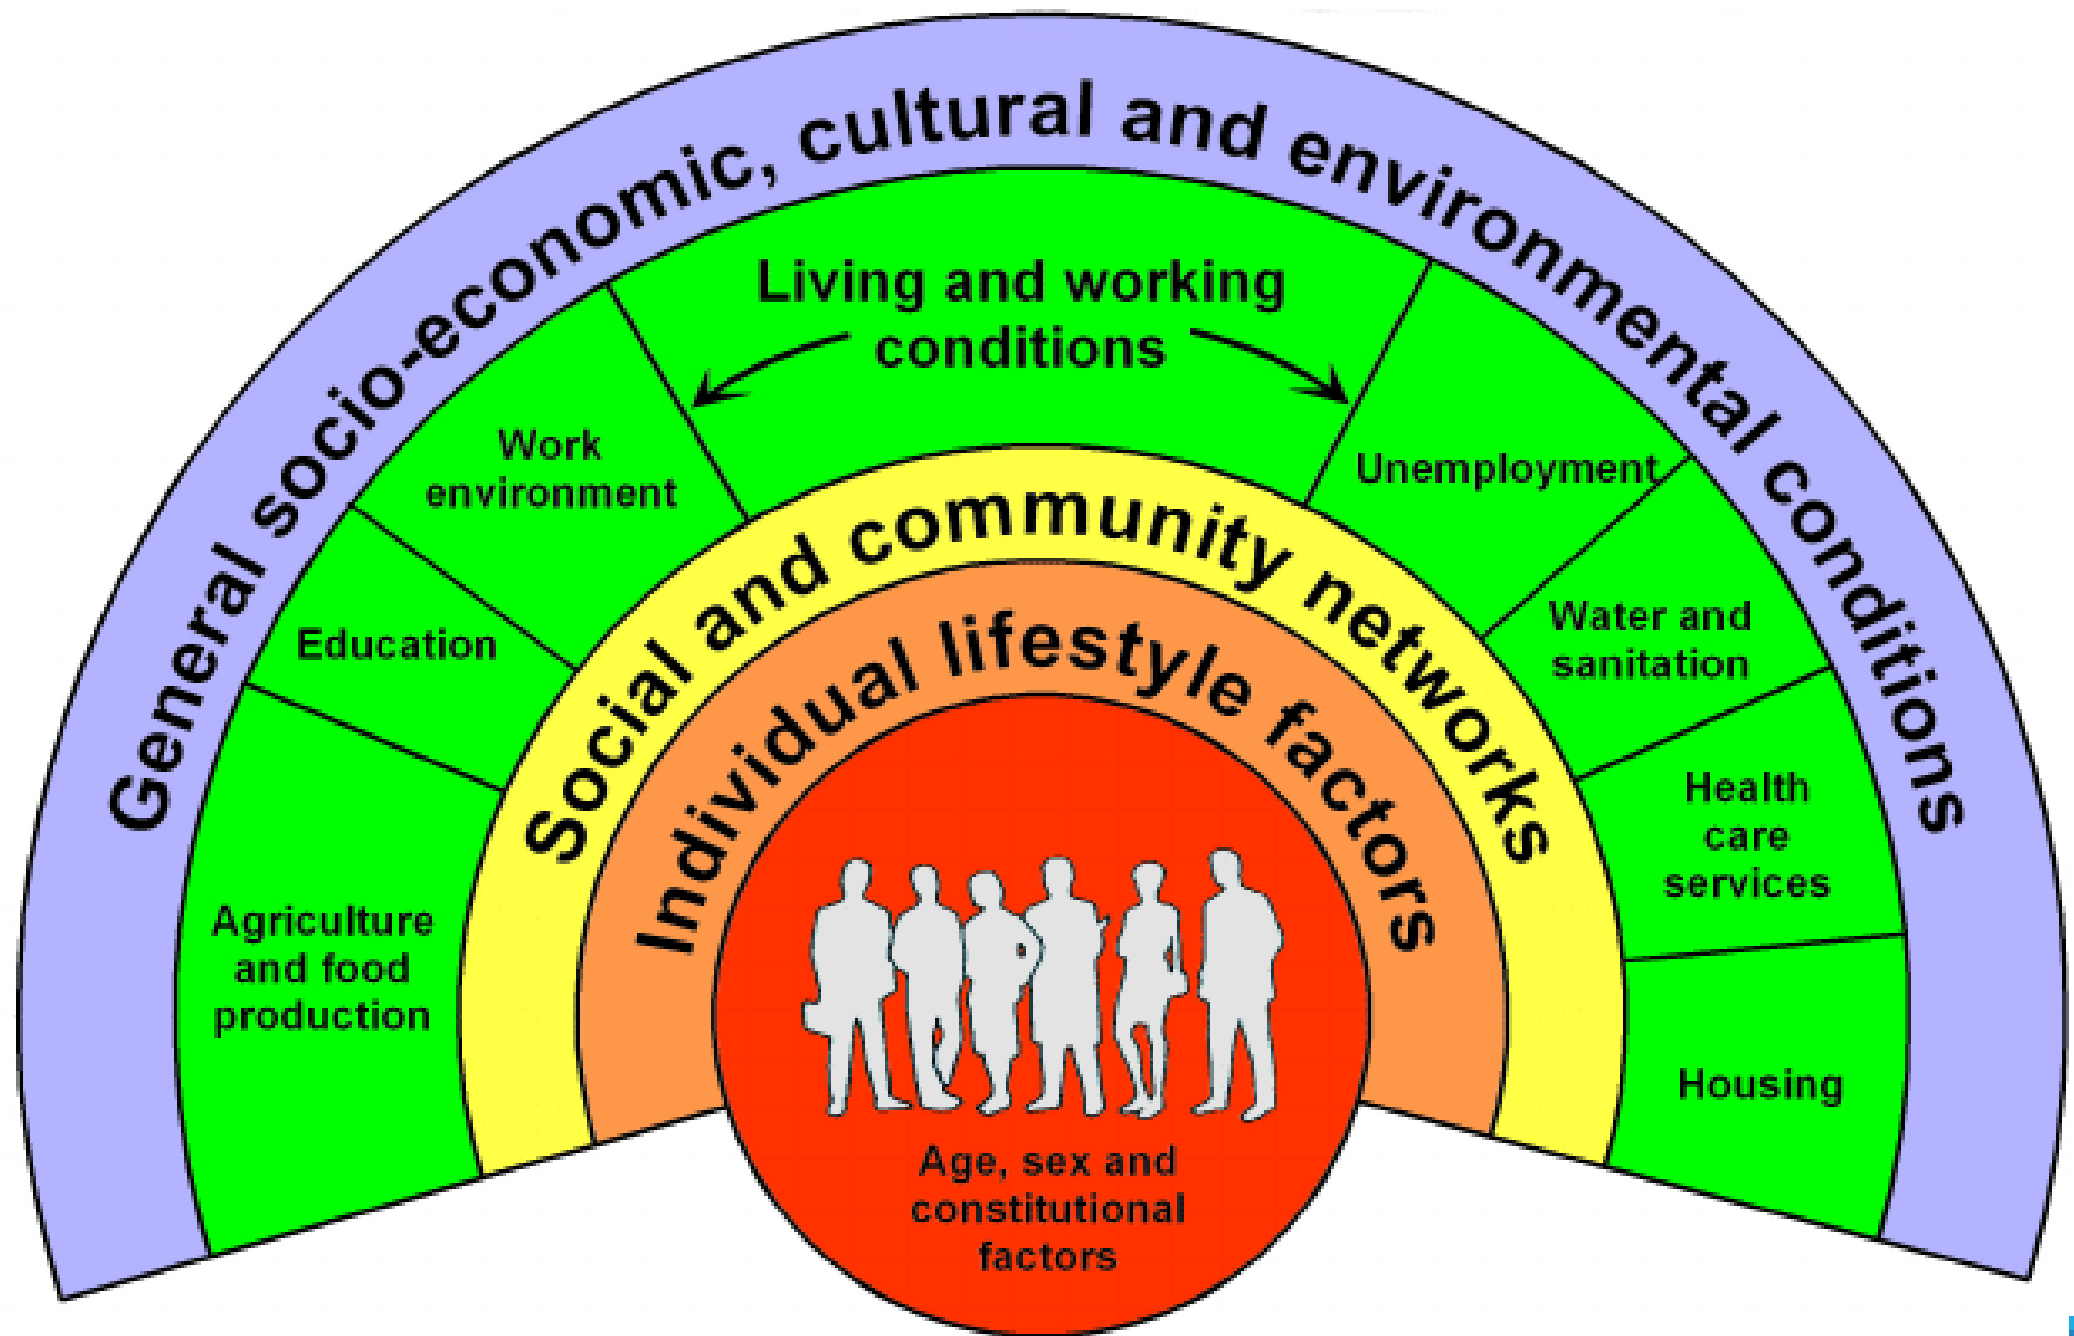 General socio-economic, cultural and environmental conditions
Living and working
conditions
Work
environment
Unemployment
Education
Water and
sanitation
Agriculture
and food
production
Health
care
services
Housing
Social and community networks
Individual lifestyle factors
Age, sex and
constitutional
factors